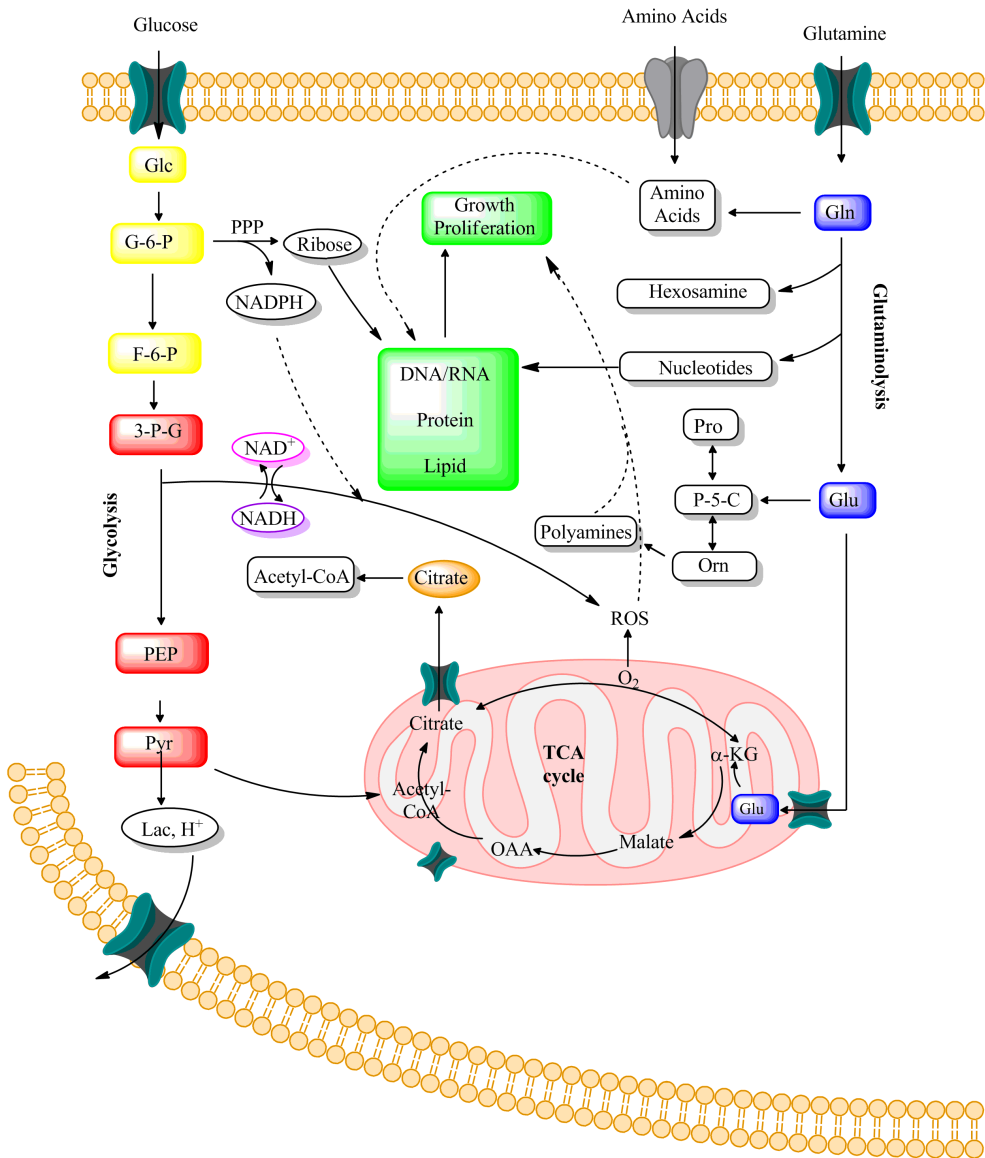 Glucose
Amino Acids
Glutamine
Glc
Amino
Acids
Gln
Growth
Proliferation
G-6-P
PPP
Ribose
NADPH
Hexosamine
Glutaminolysis
F-6-P
DNA/RNA
Protein
Lipid
Nucleotides
3-P-G
NAD+
NADH
Pro
P-5-C
Glu
Orn
Polyamines
Glycolysis
Acetyl-CoA
Citrate
ROS
O2
PEP
Pyr
Citrate
TCA
cycle
α-KG
Acetyl-
CoA
Glu
OAA
Malate
Lac, H+